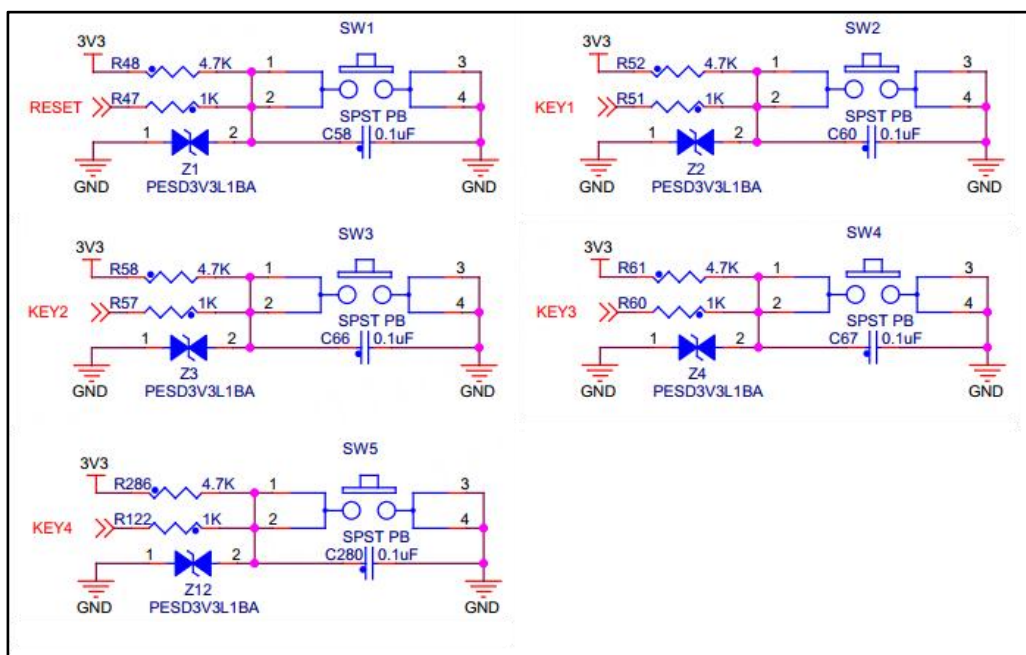 SW1
3V3
R48 4.7K 1 3
RESET R47 1K 2 4
SPST PB
1 2 C58 0.1uF
Z1
GND PESD3V3L1BA GND
SW2
3V3
R52 4.7K 1 3
KEY1 R51 1K 2 4
SPST PB
1 2 C60 0.1uF
Z2
GND PESD3V3L1BA GND
SW3
3V3
R58 4.7K 1 3
KEY2 R57 1K 2 4
SPST PB
1 2 C66 0.1uF
Z3
GND PESD3V3L1BA GND
SW4
3V3
R61 4.7K 1 3
KEY3 R60 1K 2 4
SPST PB
1 2 C67 0.1uF
Z4
GND PESD3V3L1BA GND
SW5
3V3
R286 4.7K 1 3
KEY4 R122 1K 2 4
SPST PB
1 2 C280 0.1uF
Z12
GND PESD3V3L1BA GND